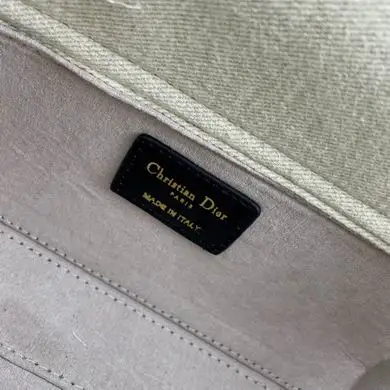 Christian Dior
PARIS
MADE IN ITALY